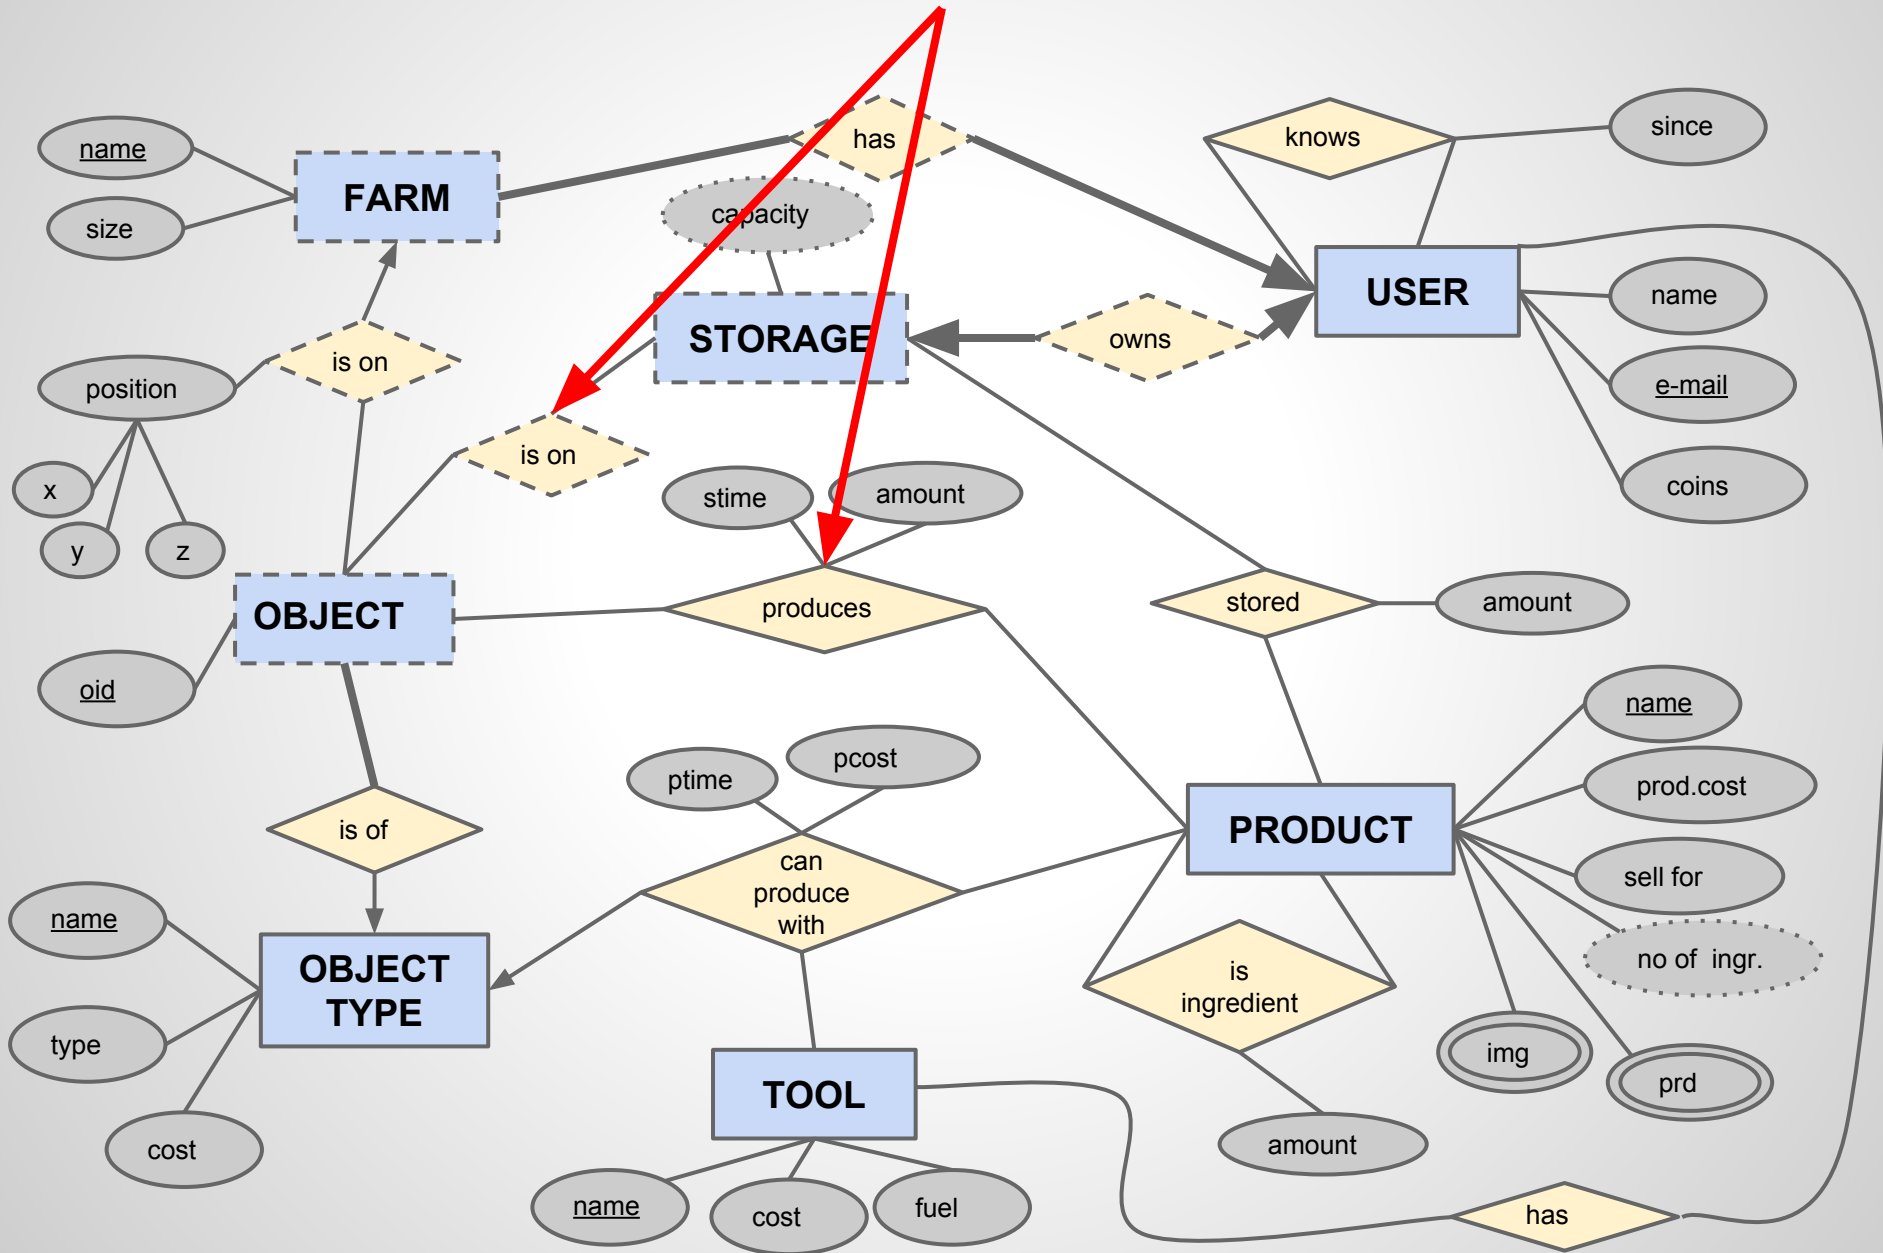 has
knows
since
name
FARM
size
capacity
USER
name
STORAGE
owns
is on
position
e-mail
is on
coins
x
y
z
stime
amount
OBJECT
produces
stored
amount
oid
name
ptime
pcost
prod.cost
is of
PRODUCT
can
produce
with
sell for
name
no of  ingr.
OBJECT
TYPE
is
ingredient
type
img
prd
TOOL
cost
amount
name
cost
fuel
has